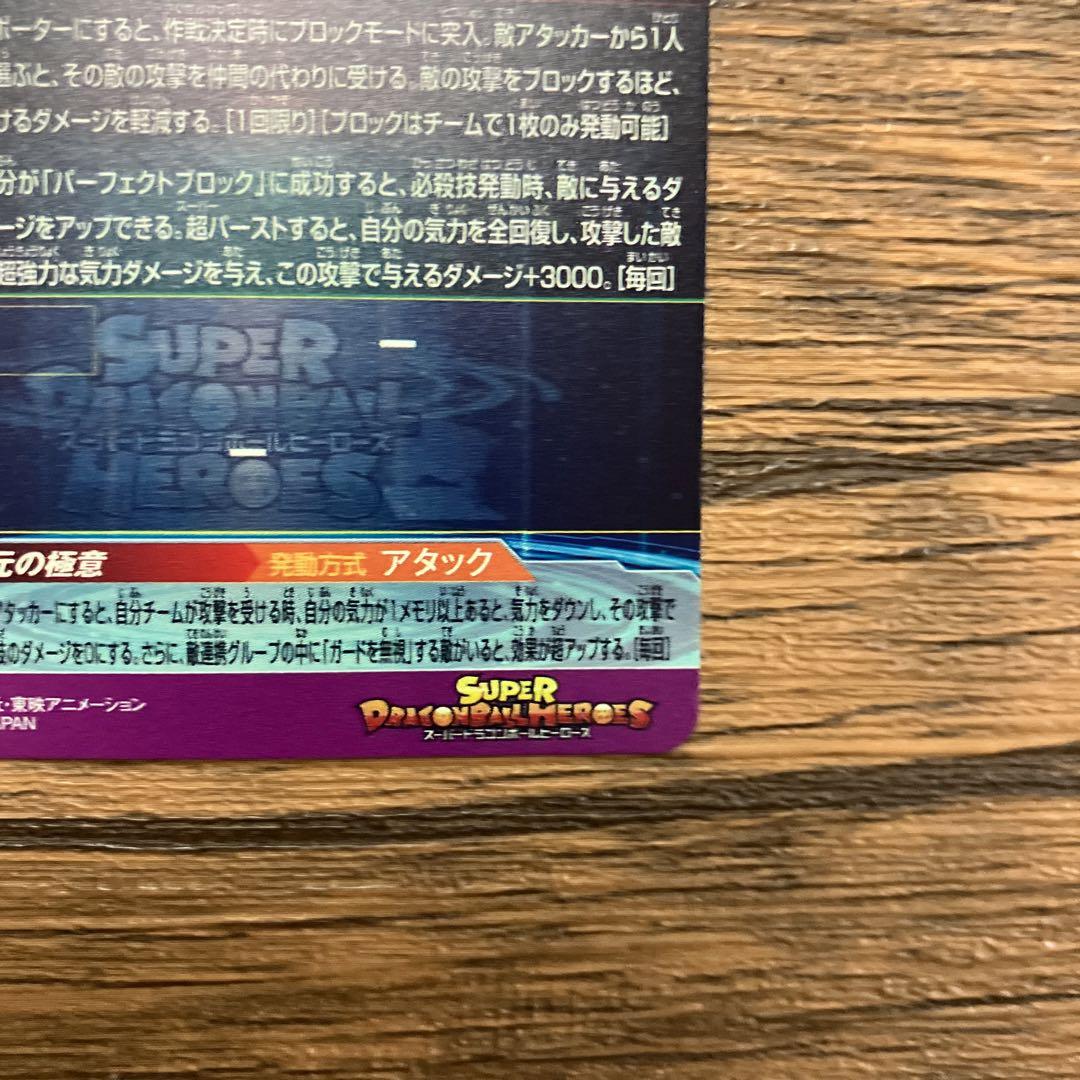 ポーターにすると、作戦決定時にブロックモードに突入。敵アタッカーから1人
選ぶと、その敵の攻撃を仲間の代わりに受ける。敵の攻撃をブロックするほど、
けるダメージを軽減する。[1回限り][ブロックはチームで1枚のみ発動可能]
分が「パーフェクトブロック」に成功すると、必殺技発動時、敵に与えるダ
ージをアップできる。超バーストすると、自分の気力を全回復し、攻撃した敵
超強力な気力ダメージを与え、この攻撃で与えるダメージ+3000。[毎回]
SUPER
DRAGONBALL
スーパードラゴンボールヒーローズ
HEROES
元の極意 発動方式 アタック
アタッカーにすると、自分チームが攻撃を受ける時、自分の気力が1メモリ以上あると、気力をダウンし、その攻撃で
のダメージを0にする。さらに、敵連携グループの中に「ガードを無視」する敵がいると、効果が超アップする。[毎回]
・東映アニメーション
APAN
SUPER
DRAGONBALL HEROES
スーパードラゴンボールヒーローズ